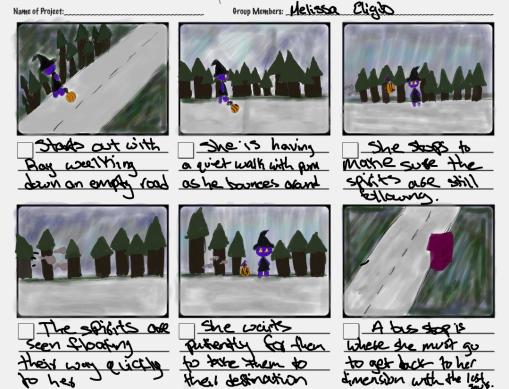 Name of Project:
Group Members: Melissa Eligio
Starts out with
Ray walking
down an empty road
She is having
a quiet walk with pum
as he bounces around
She stops to
make sure the
spirits are still
following.
The spirits are
seen floating
their way quickly
to her
She waits
patiently for them
to take them to
their destination
A bus stop is
where she must go
to get back to her
dimension with the lost